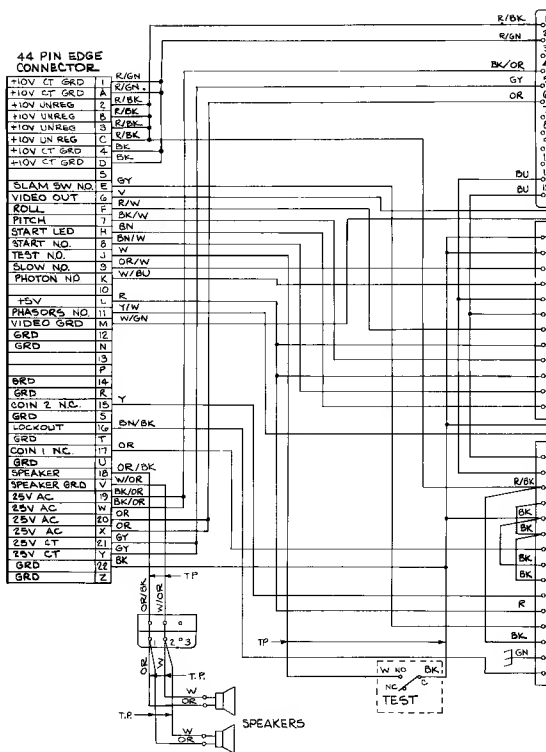 44 PIN EDGE
CONNECTOR
+10V CT GRD 1 R/GN
+10V CT GRD A R/GN
+10V UNREG 2 R/BK
+10V UNREG B R/BK
+10V UNREG 3 R/BK
+10V UN REG C R/BK
+10V CT GRD 4 BK
+10V CT GRD D BK
5
SLAM SW N.O. E GY
VIDEO OUT 6 V
ROLL F R/W
PITCH 7 BK/W
START LED H BN
START N.O. 8 BN/W
TEST N.O. J W
SLOW N.O. 9 OR/W
PHOTON NO K W/BU
10
+5V L R
PHASORS NO. 11 Y/W
VIDEO GRD M W/GN
GRD 12
GRD N
13
P
GRD 14
GRD R
COIN 2 N.C. 15 Y
GRD S
LOCKOUT 16 BN/BK
GRD T
COIN 1 N.C. 17 OR
GRD U
SPEAKER 18 OR/BK
SPEAKER GRD V W/OR
25V AC 19 BK/OR
25V AC W BK/OR
25V AC 20 OR
25V AC X OR
25V CT 21 GY
25V CT Y GY
GRD 22 BK
GRD Z
R/BK
R/GN
BK/OR
GY
OR
BU
BU
R/BK
BK
BK
BK
BK
R
BK
GN
TP
OR/BK
W/OR
1 2 3
OR
W
T.P.
W
OR
T.P.
SPEAKERS
W
OR
TP
W NO BK
NC C
TEST